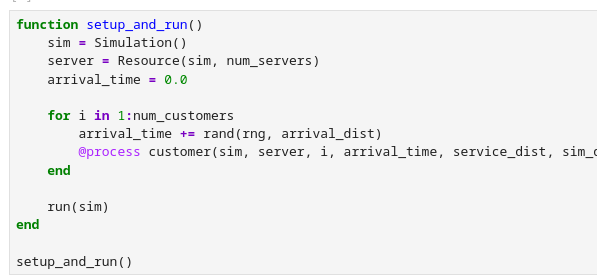 function setup_and_run()
    sim = Simulation()
    server = Resource(sim, num_servers)
    arrival_time = 0.0

    for i in 1:num_customers
        arrival_time += rand(rng, arrival_dist)
        @process customer(sim, server, i, arrival_time, service_dist,
    end

    run(sim)
end

setup_and_run()